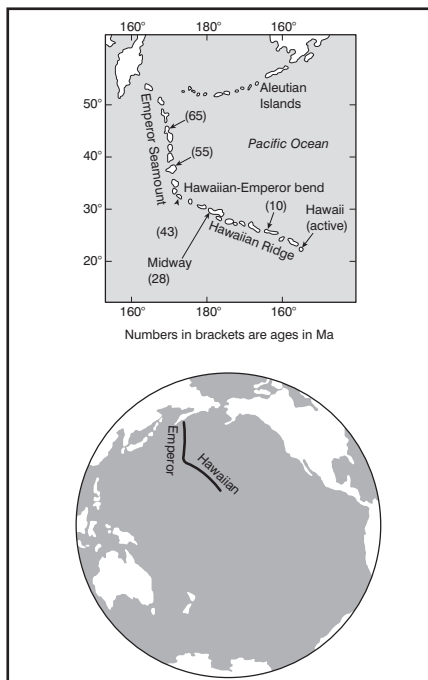 160° 180° 160°
50°
40°
30°
20°
Aleutian
Islands
Emperor Seamount
(65)
Pacific Ocean
(55)
Hawaiian-Emperor bend
(10)
Hawaii
(active)
(43)
Hawaiian Ridge
Midway
(28)
160° 180° 160°
Numbers in brackets are ages in Ma
Emperor
Hawaiian